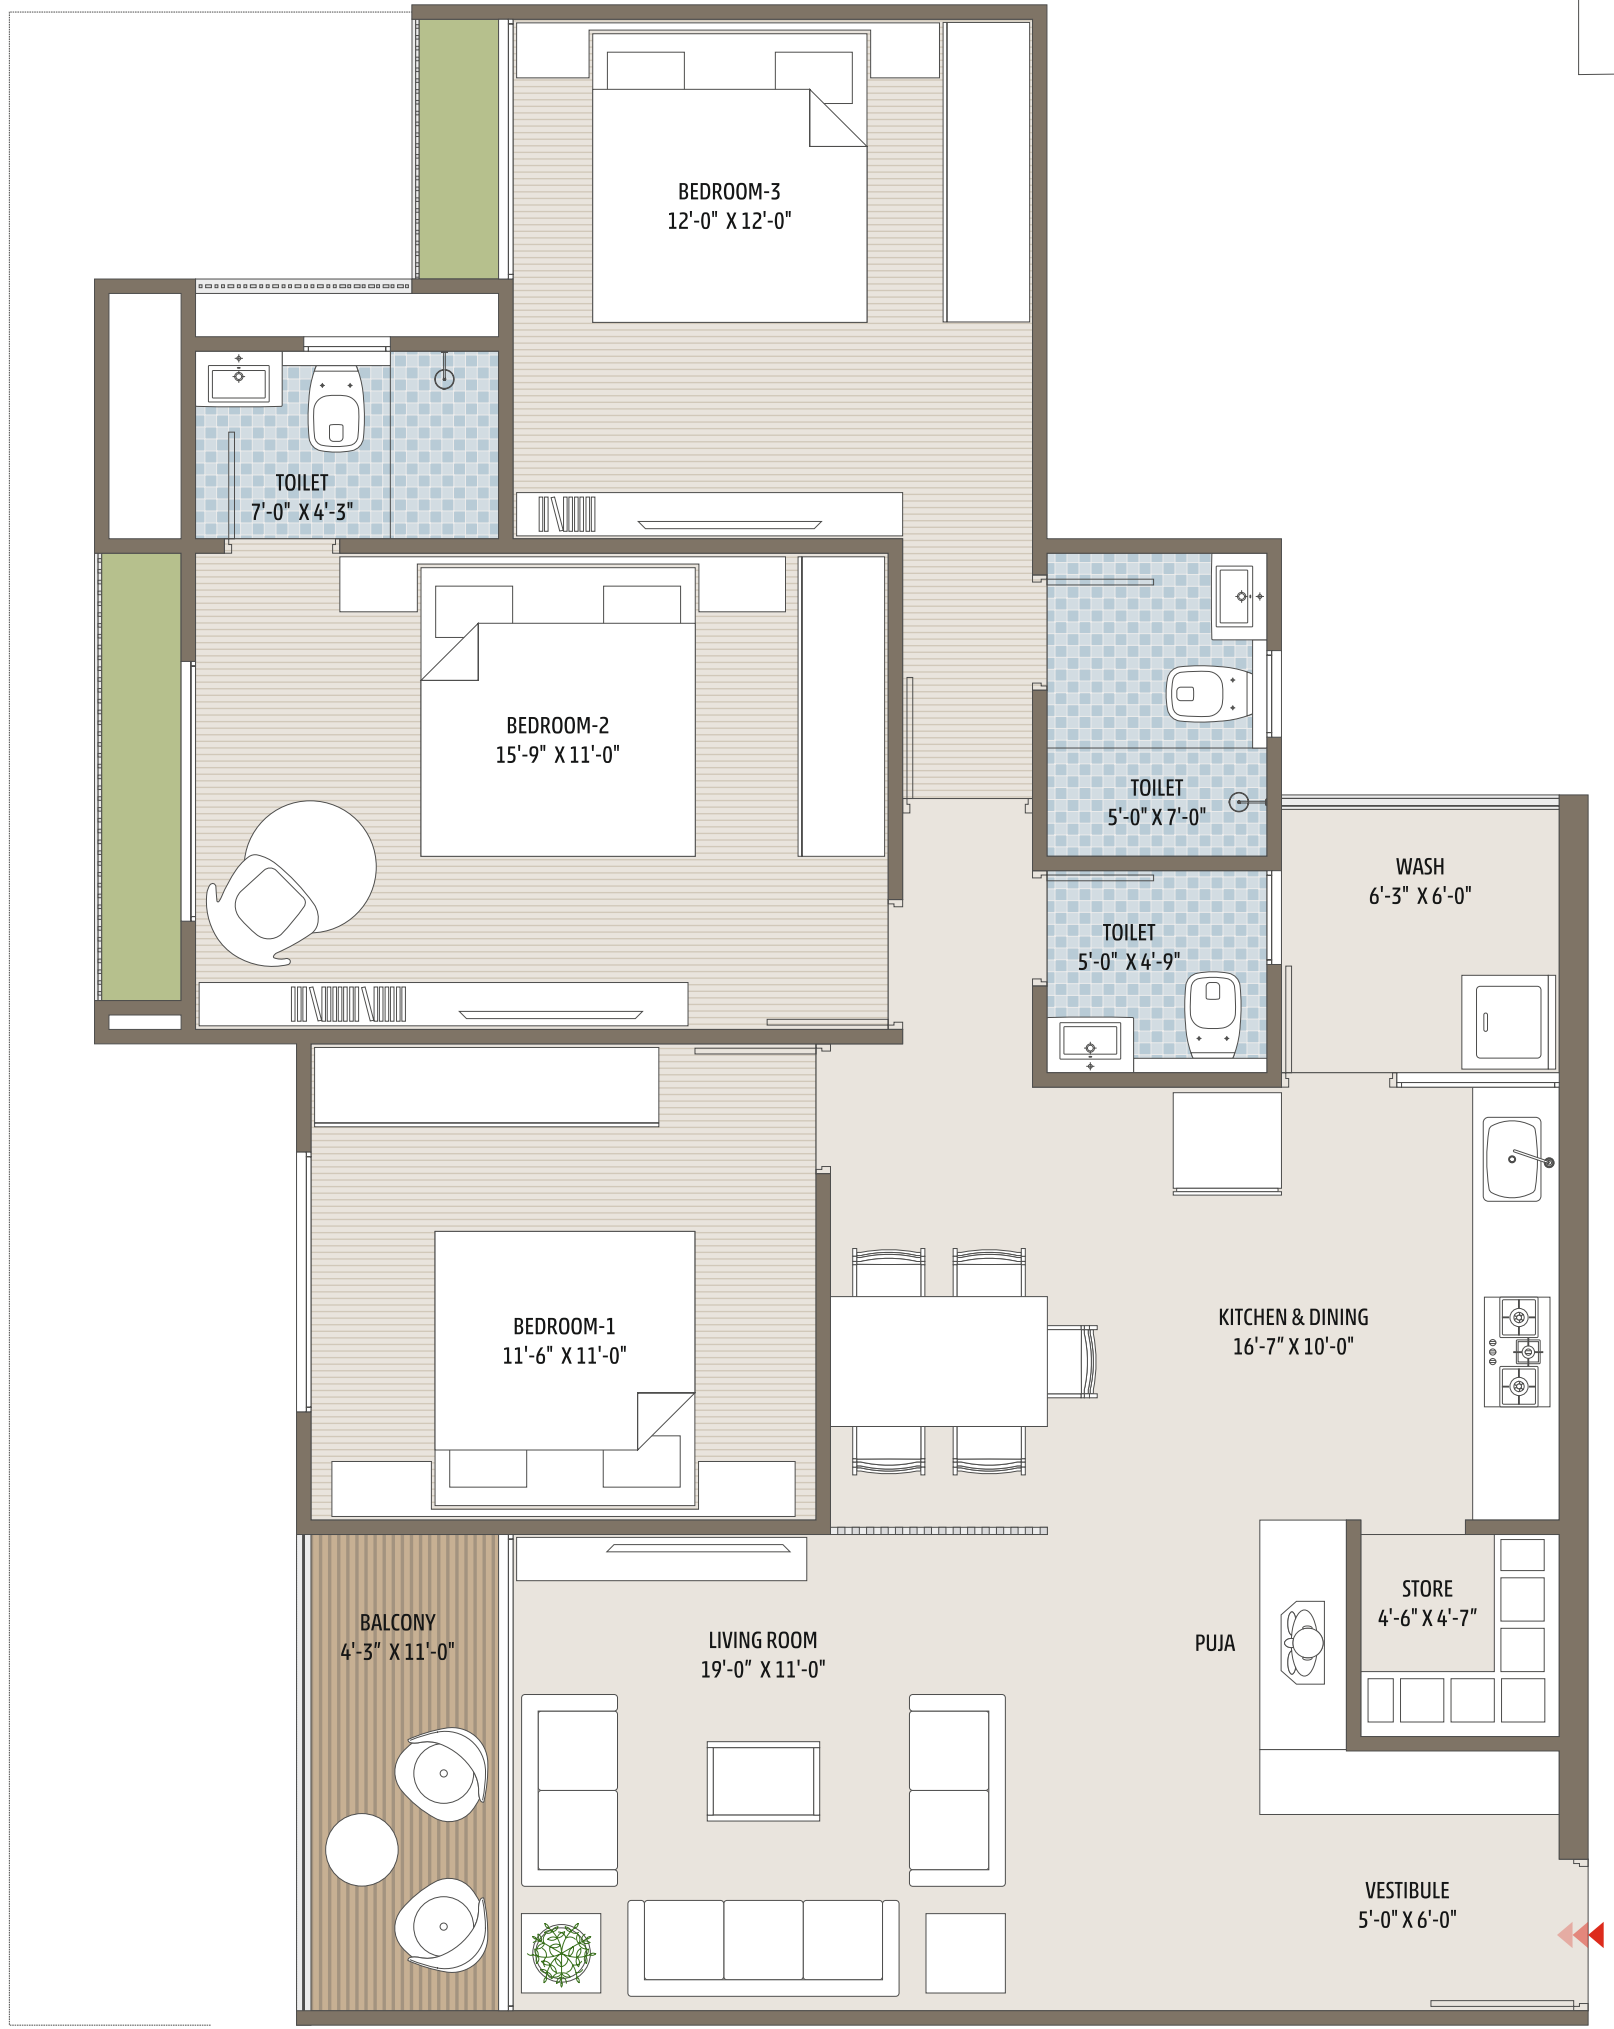 BEDROOM-3
12'-0" X 12'-0"
TOILET
7'-0" X 4'-3"
BEDROOM-2
15'-9" X 11'-0"
TOILET
5'-0" X 7'-0"
WASH
6'-3" X 6'-0"
TOILET
5'-0" X 4'-9"
KITCHEN & DINING
16'-7" X 10'-0"
BEDROOM-1
11'-6" X 11'-0"
STORE
4'-6" X 4'-7"
BALCONY
4'-3" X 11'-0"
LIVING ROOM
19'-0" X 11'-0"
PUJA
VESTIBULE
5'-0" X 6'-0"